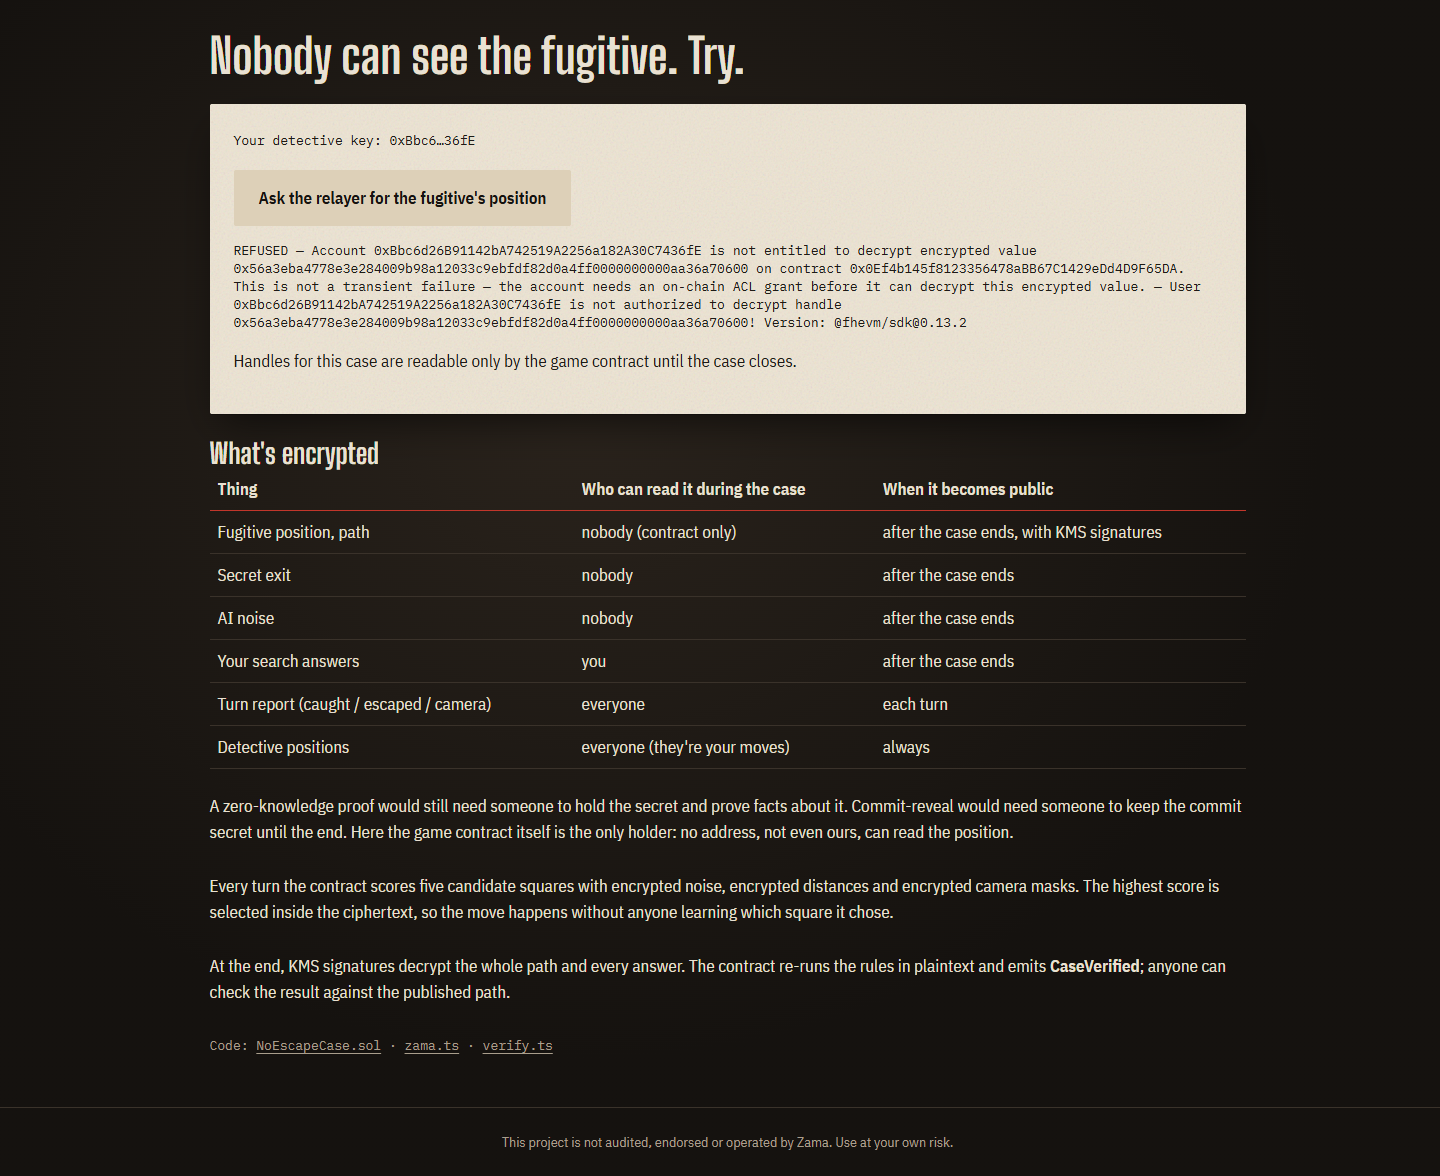 Nobody can see the fugitive. Try.
Your detective key: 0xBbc6…36fE
Ask the relayer for the fugitive's position
REFUSED — Account 0xBbc6d26B91142bA742519A2256a182A30C7436fE is not entitled to decrypt encrypted value
0x56a3eba4778e3e284009b98a12033c9ebfdf82d0a4ff0000000000aa36a70600 on contract 0x0Ef4b145f8123356478aBB67C1429eDd4D9F65DA.
This is not a transient failure — the account needs an on-chain ACL grant before it can decrypt this encrypted value. — User
0xBbc6d26B91142bA742519A2256a182A30C7436fE is not authorized to decrypt handle
0x56a3eba4778e3e284009b98a12033c9ebfdf82d0a4ff0000000000aa36a70600! Version: @fhevm/sdk@0.13.2
Handles for this case are readable only by the game contract until the case closes.
What's encrypted
Thing Who can read it during the case When it becomes public
Fugitive position, path nobody (contract only) after the case ends, with KMS signatures
Secret exit nobody after the case ends
AI noise nobody after the case ends
Your search answers you after the case ends
Turn report (caught / escaped / camera) everyone each turn
Detective positions everyone (they're your moves) always
A zero-knowledge proof would still need someone to hold the secret and prove facts about it. Commit-reveal would need someone to keep the commit
secret until the end. Here the game contract itself is the only holder: no address, not even ours, can read the position.
Every turn the contract scores five candidate squares with encrypted noise, encrypted distances and encrypted camera masks. The highest score is
selected inside the ciphertext, so the move happens without anyone learning which square it chose.
At the end, KMS signatures decrypt the whole path and every answer. The contract re-runs the rules in plaintext and emits CaseVerified; anyone can
check the result against the published path.
Code: NoEscapeCase.sol · zama.ts · verify.ts
This project is not audited, endorsed or operated by Zama. Use at your own risk.